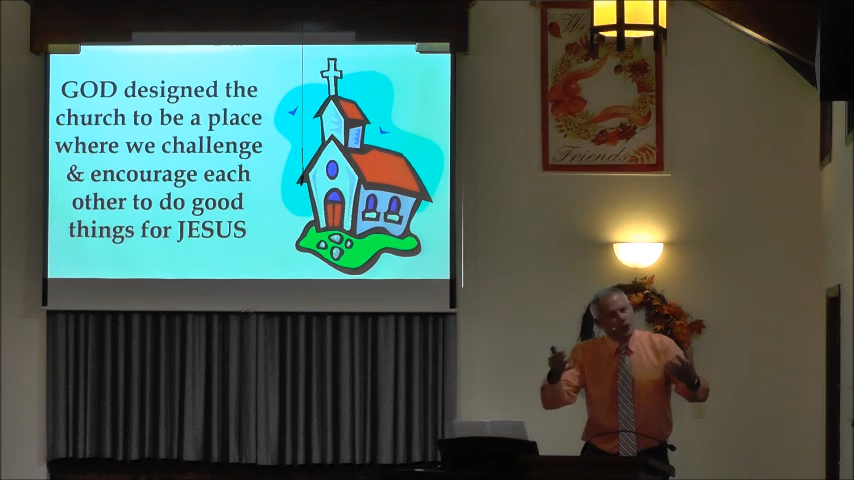 GOD designed the
church to be a place
where we challenge
& encourage each
other to do good
things for JESUS
Friends